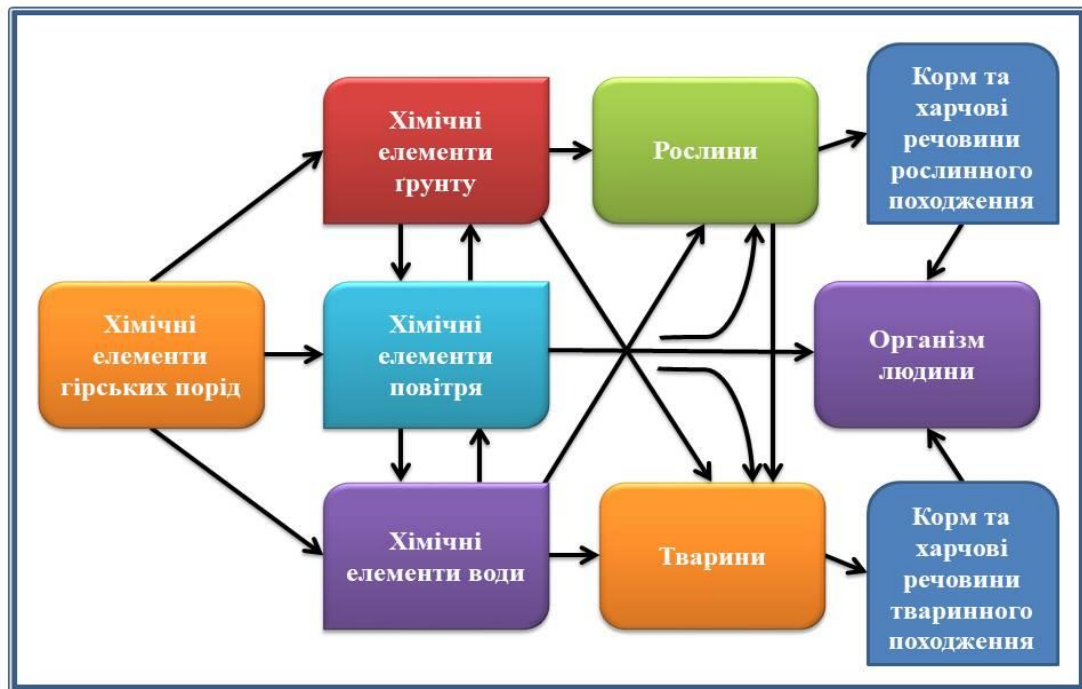 Хімічні
елементи
ґрунту
Рослини
Корм та
харчові
речовини
рослинного
походження
Хімічні
елементи
гірських порід
Хімічні
елементи
повітря
Організм
людини
Хімічні
елементи води
Тварини
Корм та
харчові
речовини
тваринного
походження